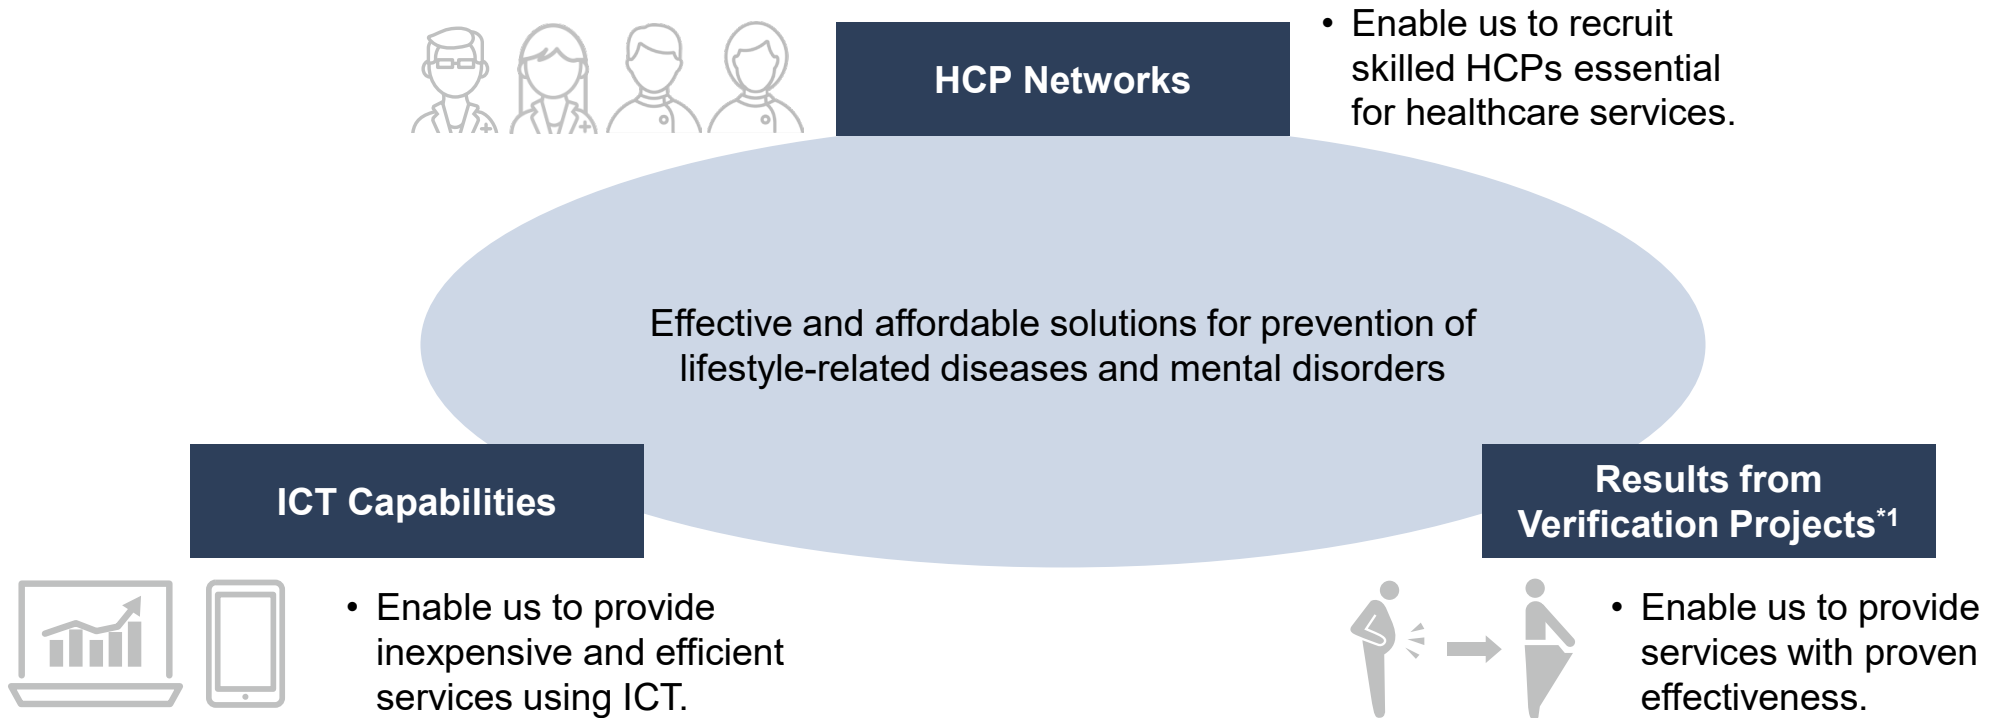 HCP Networks
• Enable us to recruit
skilled HCPs essential
for healthcare services.
Effective and affordable solutions for prevention of
lifestyle-related diseases and mental disorders
ICT Capabilities
• Enable us to provide
inexpensive and efficient
services using ICT.
Results from
Verification Projects*1
• Enable us to provide
services with proven
effectiveness.